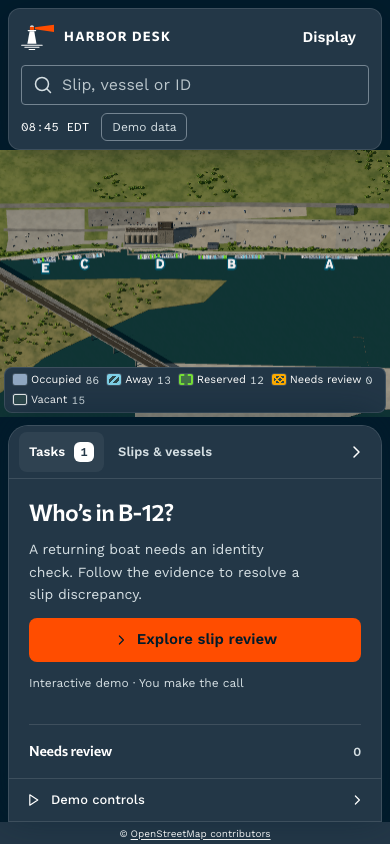 HARBOR DESK
Display
Slip, vessel or ID
08:45 EDT
Demo data
E
C
D
B
A
Occupied 86
Away 13
Reserved 12
Needs review 0
Vacant 15
Tasks 1
Slips & vessels
Who's in B-12?
A returning boat needs an identity
check. Follow the evidence to resolve a
slip discrepancy.
Explore slip review
Interactive demo · You make the call
Needs review
0
Demo controls
© OpenStreetMap contributors